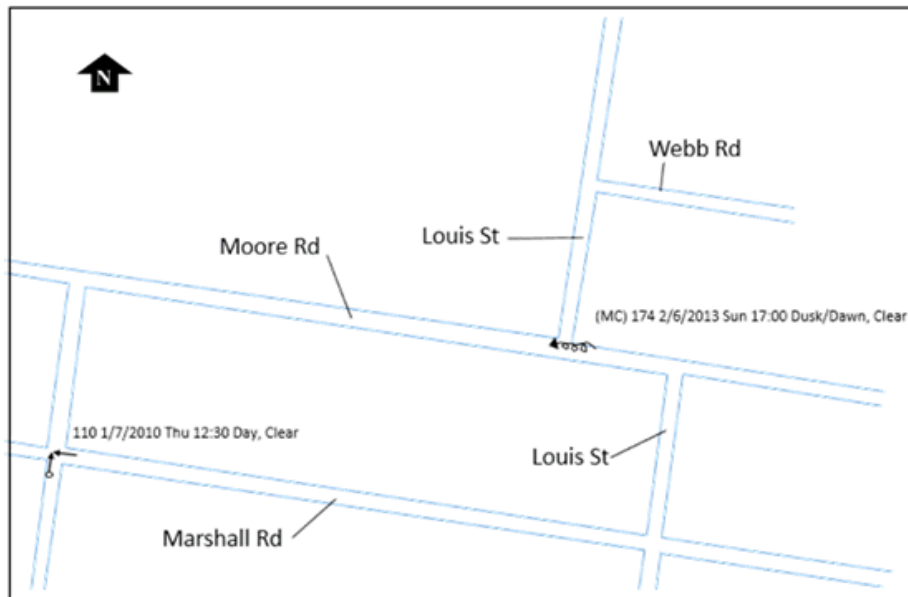 N
Webb Rd
Louis St
Moore Rd
(MC) 174 2/6/2013 Sun 17:00 Dusk/Dawn, Clear
110 1/7/2010 Thu 12:30 Day, Clear
Louis St
Marshall Rd